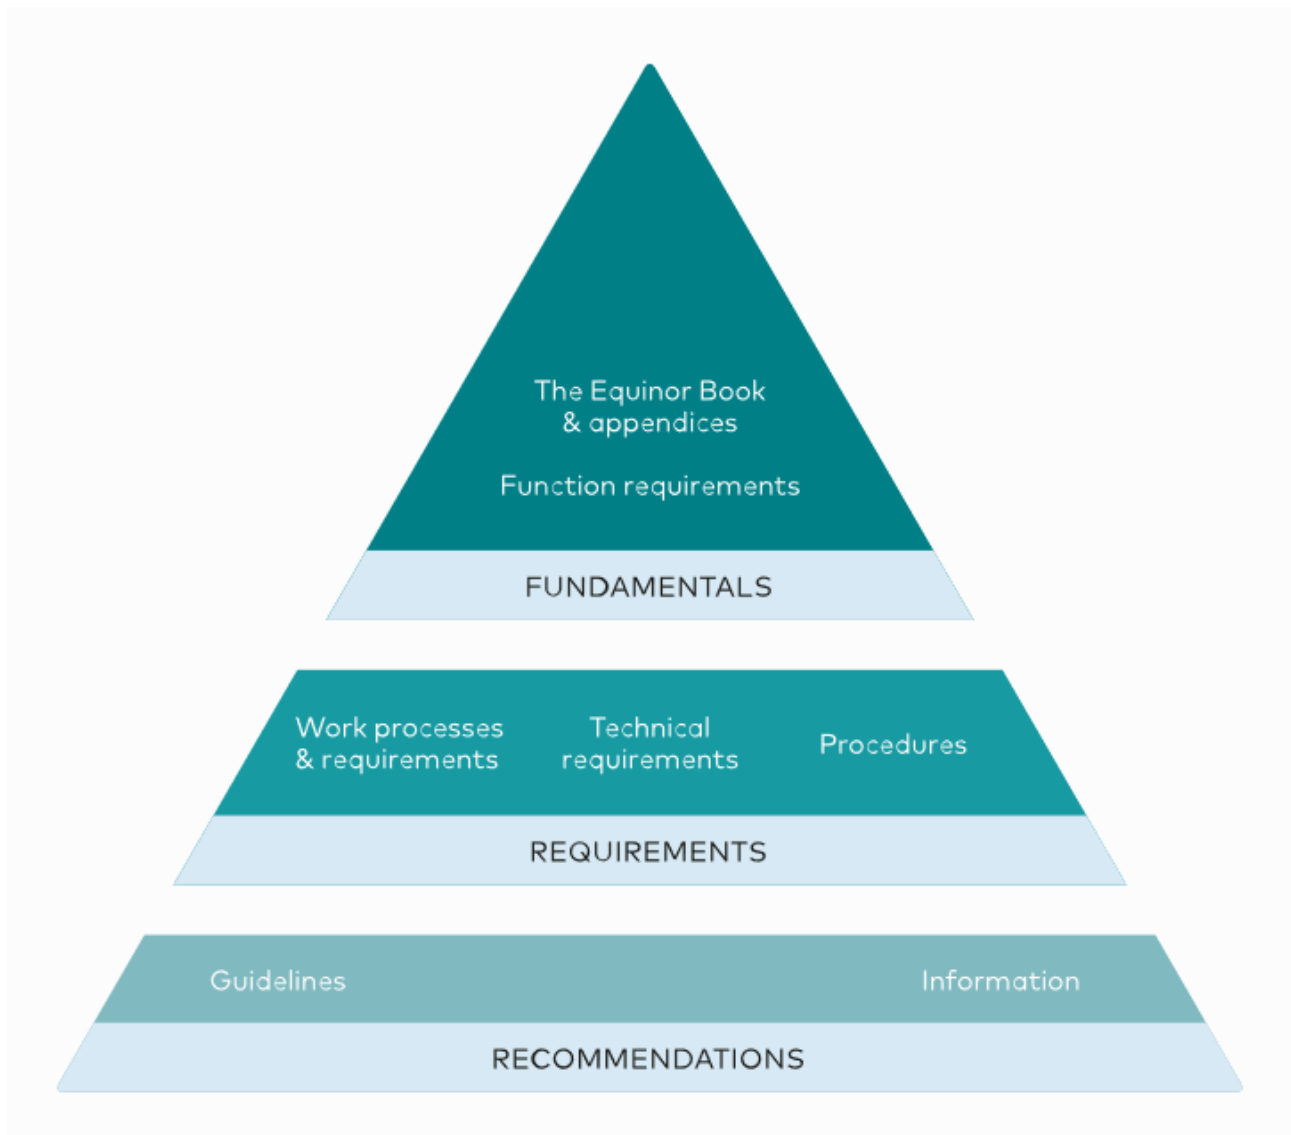 The Equinor Book
& appendices
Function requirements
FUNDAMENTALS
Work processes
& requirements
Technical
requirements
Procedures
REQUIREMENTS
Guidelines
Information
RECOMMENDATIONS